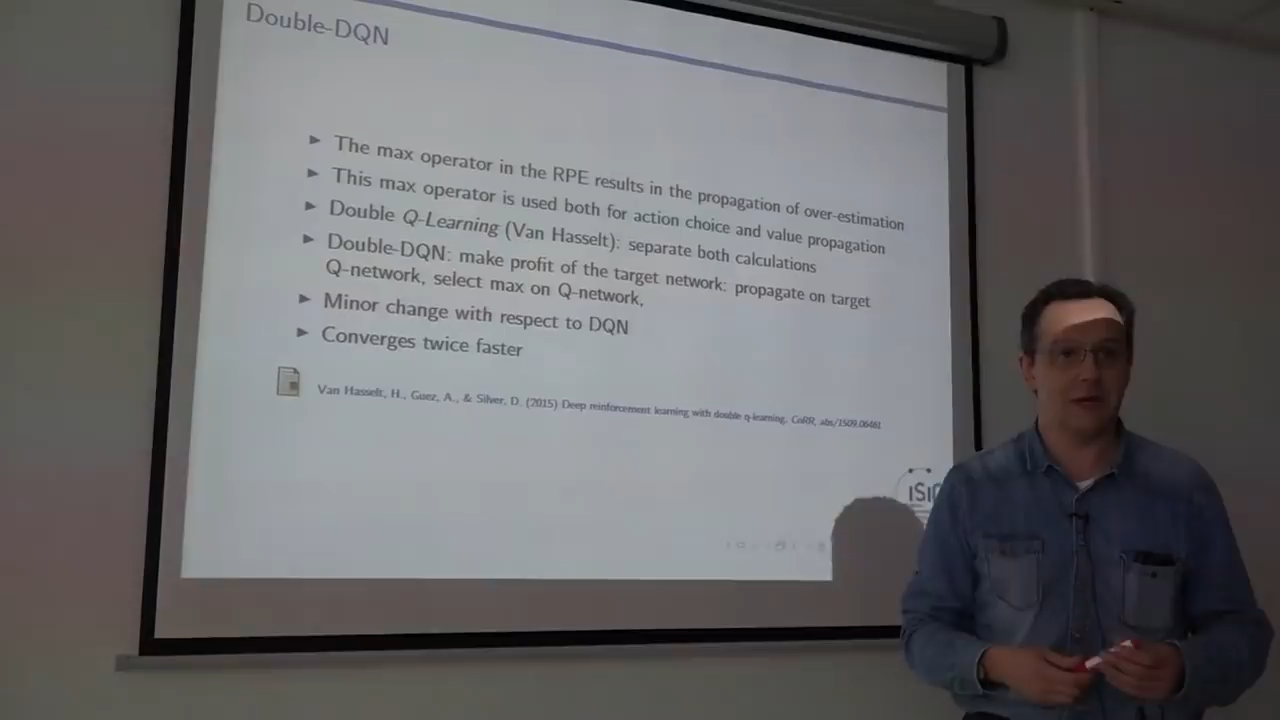 Double-DQN
► The max operator in the RPE results in the propagation of over-estimation
► This max operator is used both for action choice and value propagation
► Double Q-Learning (Van Hasselt): separate both calculations
► Double-DQN: make profit of the target network: propagate on target
Q-network, select max on Q-network,
► Minor change with respect to DQN
► Converges twice faster
Van Hasselt, H., Guez, A., & Silver, D. (2015) Deep reinforcement learning with double q-learning. CoRR, abs/1509.06461